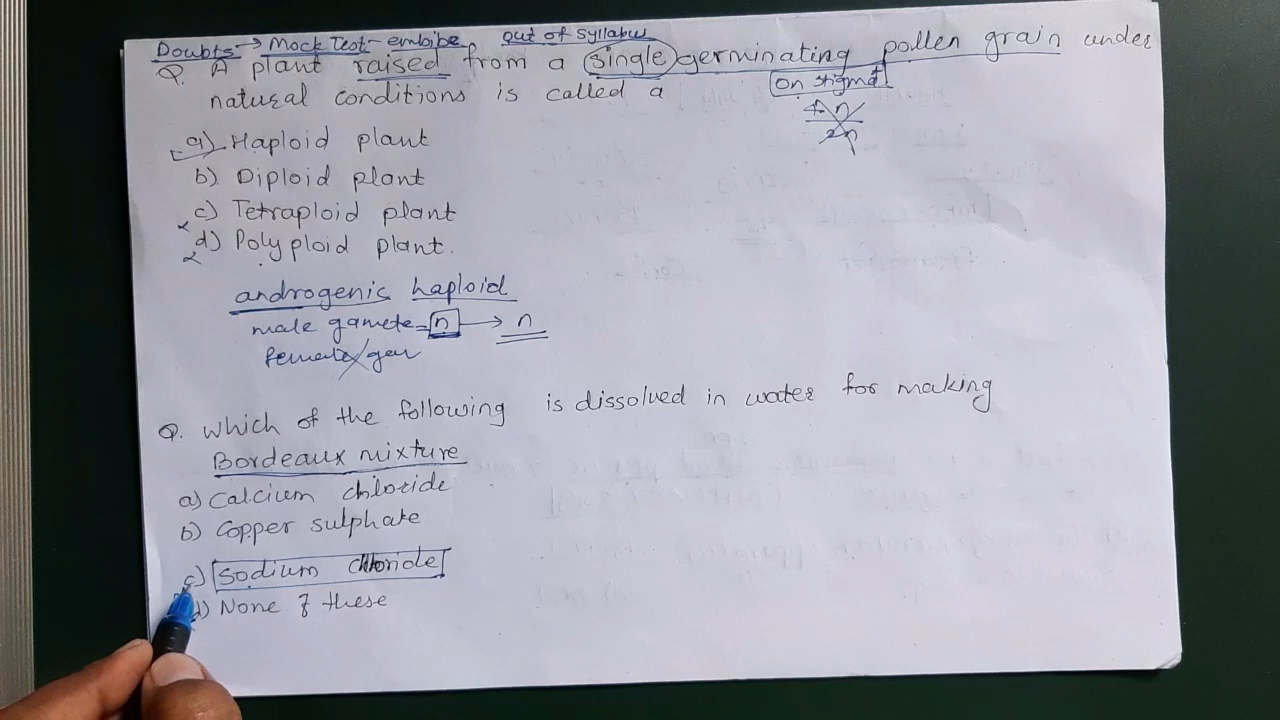 Doubts → Mock Test - embibe out of syllabus
Q. A plant raised from a single germinating pollen grain under
on stigma
natural conditions is called a
n
2n
a) Haploid plant
b) Diploid plant
c) Tetraploid plant
d) Polyploid plant.
androgenic haploid
male gamete = n → n
female gam
Q. Which of the following is dissolved in water for making
Bordeaux mixture
a) Calcium chloride
b) Copper sulphate
c) Sodium chloride
d) None of these